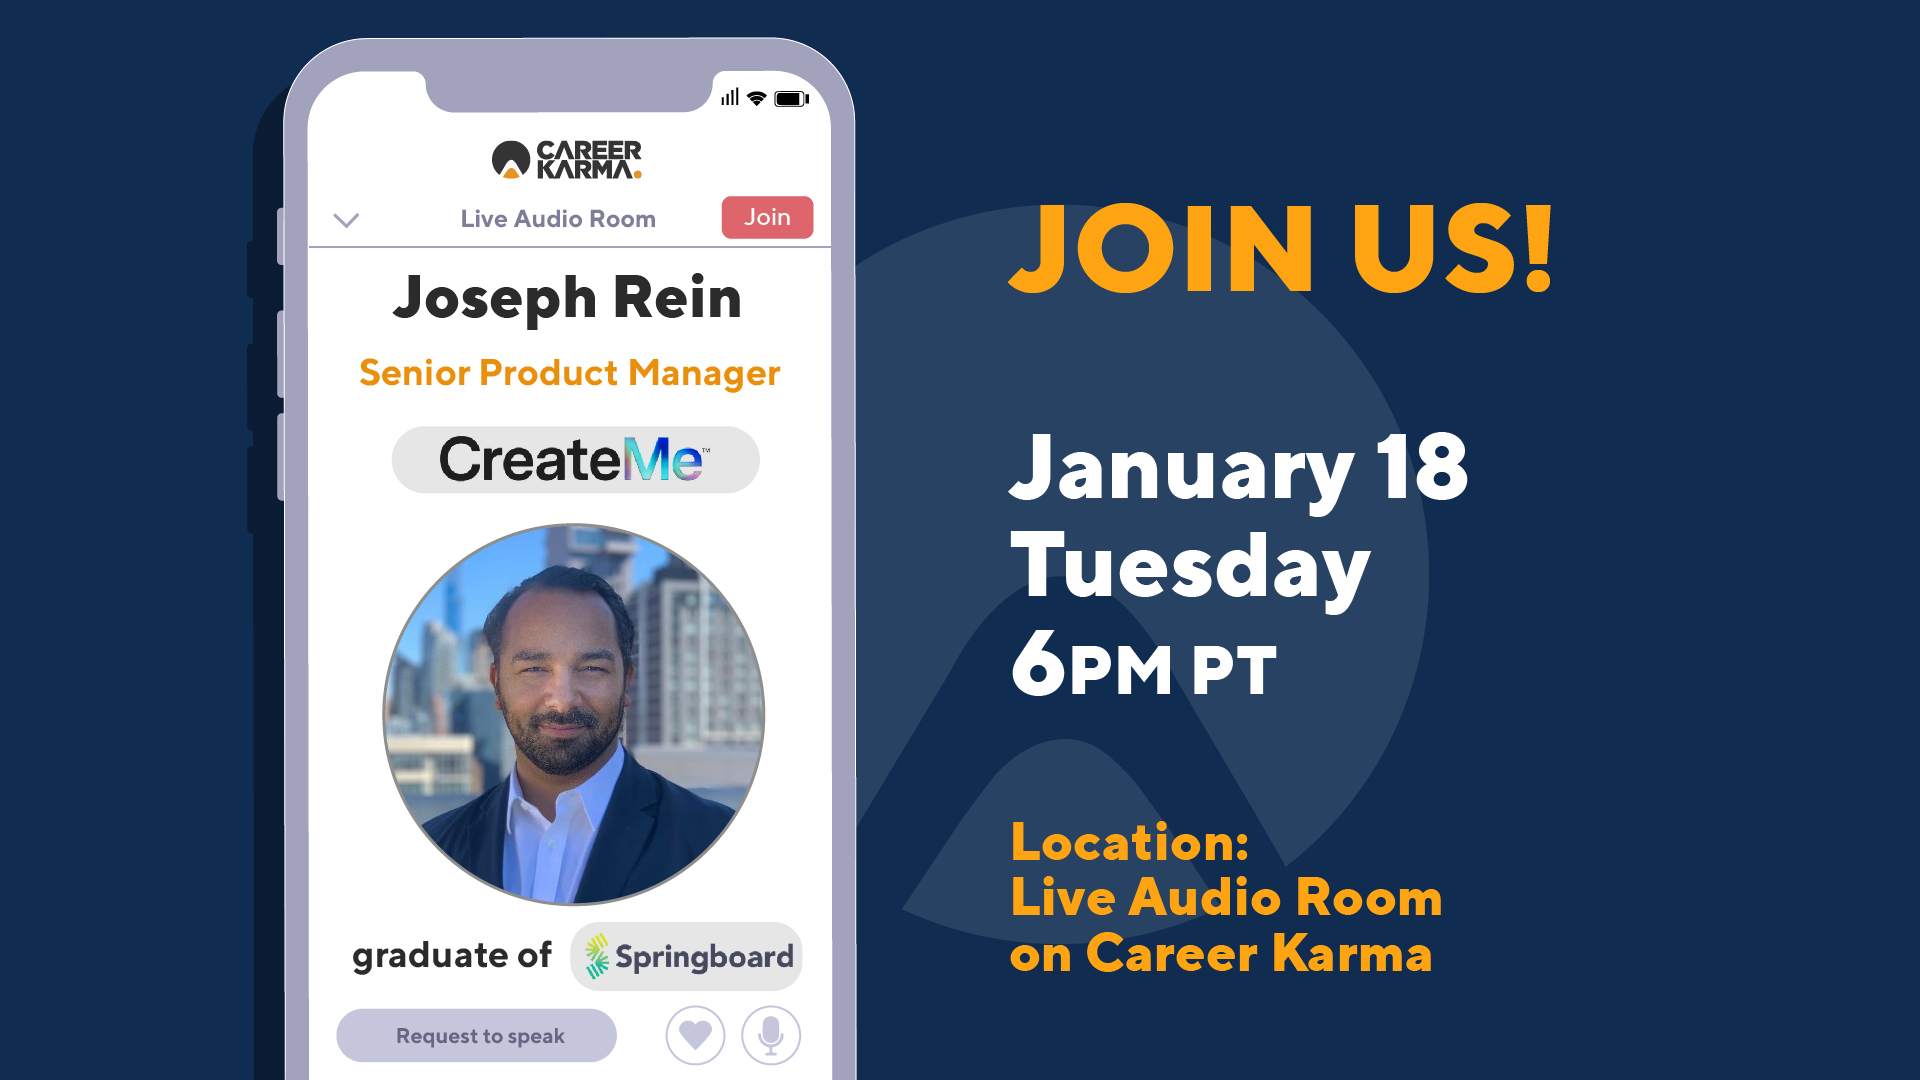 CAREER
KARMA.
Live Audio Room
Join
Joseph Rein
Senior Product Manager
CreateMe™
graduate of Springboard
Request to speak
JOIN US!
January 18
Tuesday
6PM PT
Location:
Live Audio Room
on Career Karma